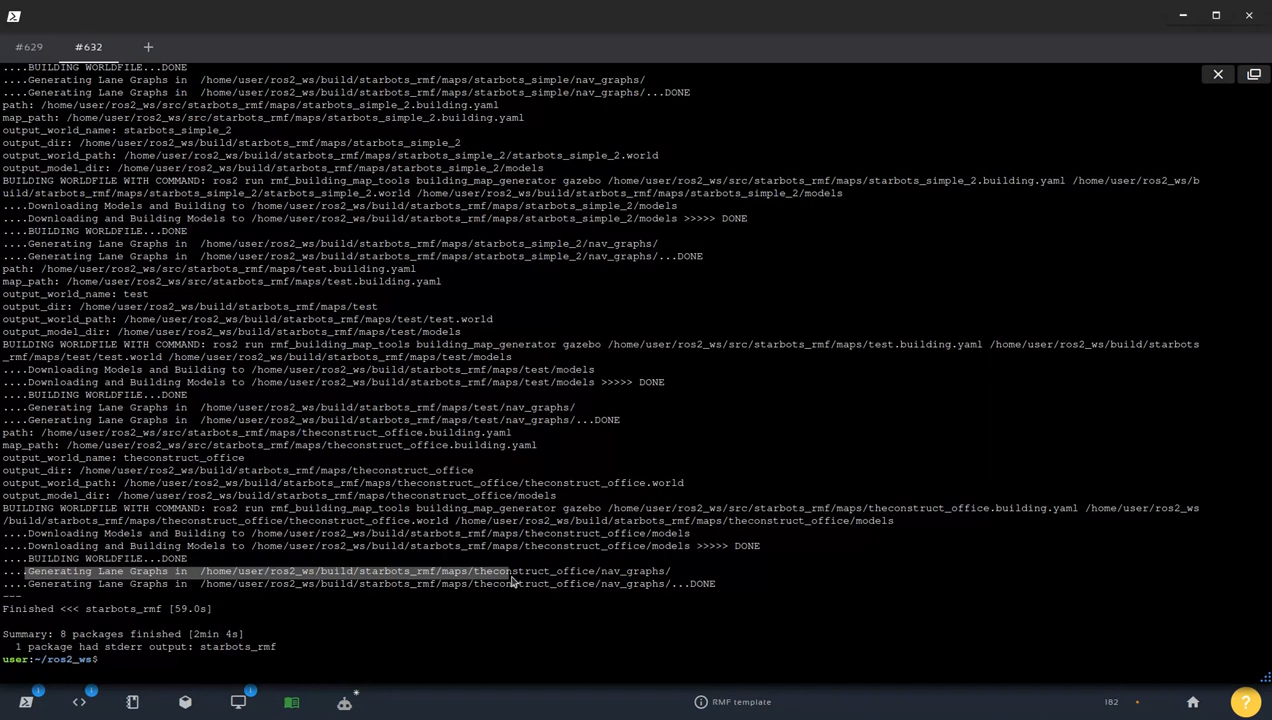 #629
#632
....BUILDING WORLDFILE...DONE
....Generating Lane Graphs in  /home/user/ros2_ws/build/starbots_rmf/maps/starbots_simple/nav_graphs/
....Generating Lane Graphs in  /home/user/ros2_ws/build/starbots_rmf/maps/starbots_simple/nav_graphs/...DONE
path: /home/user/ros2_ws/src/starbots_rmf/maps/starbots_simple_2.building.yaml
map_path: /home/user/ros2_ws/src/starbots_rmf/maps/starbots_simple_2.building.yaml
output_world_name: starbots_simple_2
output_dir: /home/user/ros2_ws/build/starbots_rmf/maps/starbots_simple_2
output_world_path: /home/user/ros2_ws/build/starbots_rmf/maps/starbots_simple_2/starbots_simple_2.world
output_model_dir: /home/user/ros2_ws/build/starbots_rmf/maps/starbots_simple_2/models
BUILDING WORLDFILE WITH COMMAND: ros2 run rmf_building_map_tools building_map_generator gazebo /home/user/ros2_ws/src/starbots_rmf/maps/starbots_simple_2.building.yaml /home/user/ros2_ws/b
uild/starbots_rmf/maps/starbots_simple_2/starbots_simple_2.world /home/user/ros2_ws/build/starbots_rmf/maps/starbots_simple_2/models
....Downloading Models and Building to /home/user/ros2_ws/build/starbots_rmf/maps/starbots_simple_2/models
....Downloading and Building Models to /home/user/ros2_ws/build/starbots_rmf/maps/starbots_simple_2/models >>>>> DONE
....BUILDING WORLDFILE...DONE
....Generating Lane Graphs in  /home/user/ros2_ws/build/starbots_rmf/maps/starbots_simple_2/nav_graphs/
....Generating Lane Graphs in  /home/user/ros2_ws/build/starbots_rmf/maps/starbots_simple_2/nav_graphs/...DONE
path: /home/user/ros2_ws/src/starbots_rmf/maps/test.building.yaml
map_path: /home/user/ros2_ws/src/starbots_rmf/maps/test.building.yaml
output_world_name: test
output_dir: /home/user/ros2_ws/build/starbots_rmf/maps/test
output_world_path: /home/user/ros2_ws/build/starbots_rmf/maps/test/test.world
output_model_dir: /home/user/ros2_ws/build/starbots_rmf/maps/test/models
BUILDING WORLDFILE WITH COMMAND: ros2 run rmf_building_map_tools building_map_generator gazebo /home/user/ros2_ws/src/starbots_rmf/maps/test.building.yaml /home/user/ros2_ws/build/starbots
_rmf/maps/test/test.world /home/user/ros2_ws/build/starbots_rmf/maps/test/models
....Downloading Models and Building to /home/user/ros2_ws/build/starbots_rmf/maps/test/models
....Downloading and Building Models to /home/user/ros2_ws/build/starbots_rmf/maps/test/models >>>>> DONE
....BUILDING WORLDFILE...DONE
....Generating Lane Graphs in  /home/user/ros2_ws/build/starbots_rmf/maps/test/nav_graphs/
....Generating Lane Graphs in  /home/user/ros2_ws/build/starbots_rmf/maps/test/nav_graphs/...DONE
path: /home/user/ros2_ws/src/starbots_rmf/maps/theconstruct_office.building.yaml
map_path: /home/user/ros2_ws/src/starbots_rmf/maps/theconstruct_office.building.yaml
output_world_name: theconstruct_office
output_dir: /home/user/ros2_ws/build/starbots_rmf/maps/theconstruct_office
output_world_path: /home/user/ros2_ws/build/starbots_rmf/maps/theconstruct_office/theconstruct_office.world
output_model_dir: /home/user/ros2_ws/build/starbots_rmf/maps/theconstruct_office/models
BUILDING WORLDFILE WITH COMMAND: ros2 run rmf_building_map_tools building_map_generator gazebo /home/user/ros2_ws/src/starbots_rmf/maps/theconstruct_office.building.yaml /home/user/ros2_ws
/build/starbots_rmf/maps/theconstruct_office/theconstruct_office.world /home/user/ros2_ws/build/starbots_rmf/maps/theconstruct_office/models
....Downloading Models and Building to /home/user/ros2_ws/build/starbots_rmf/maps/theconstruct_office/models
....Downloading and Building Models to /home/user/ros2_ws/build/starbots_rmf/maps/theconstruct_office/models >>>>> DONE
....BUILDING WORLDFILE...DONE
....Generating Lane Graphs in  /home/user/ros2_ws/build/starbots_rmf/maps/theconstruct_office/nav_graphs/
....Generating Lane Graphs in  /home/user/ros2_ws/build/starbots_rmf/maps/theconstruct_office/nav_graphs/...DONE
---
Finished <<< starbots_rmf [59.0s]
Summary: 8 packages finished [2min 4s]
  1 package had stderr output: starbots_rmf
user:~/ros2_ws$
RMF template
182
?